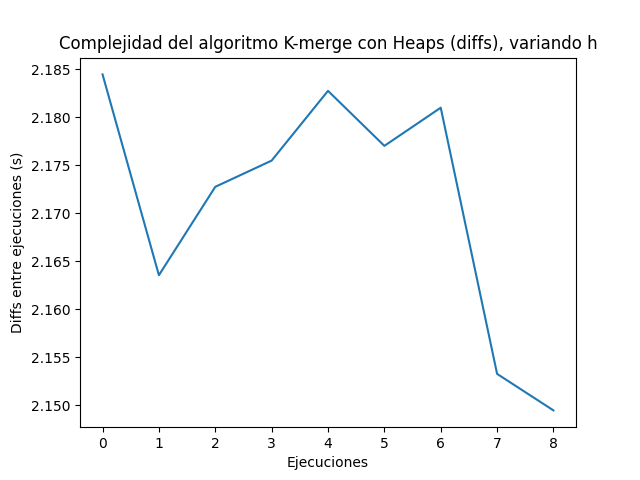 Complejidad del algoritmo K-merge con Heaps (diffs), variando h
2.185
2.180
2.175
2.170
2.165
2.160
2.155
2.150
Diffs entre ejecuciones (s)
0 1 2 3 4 5 6 7 8
Ejecuciones